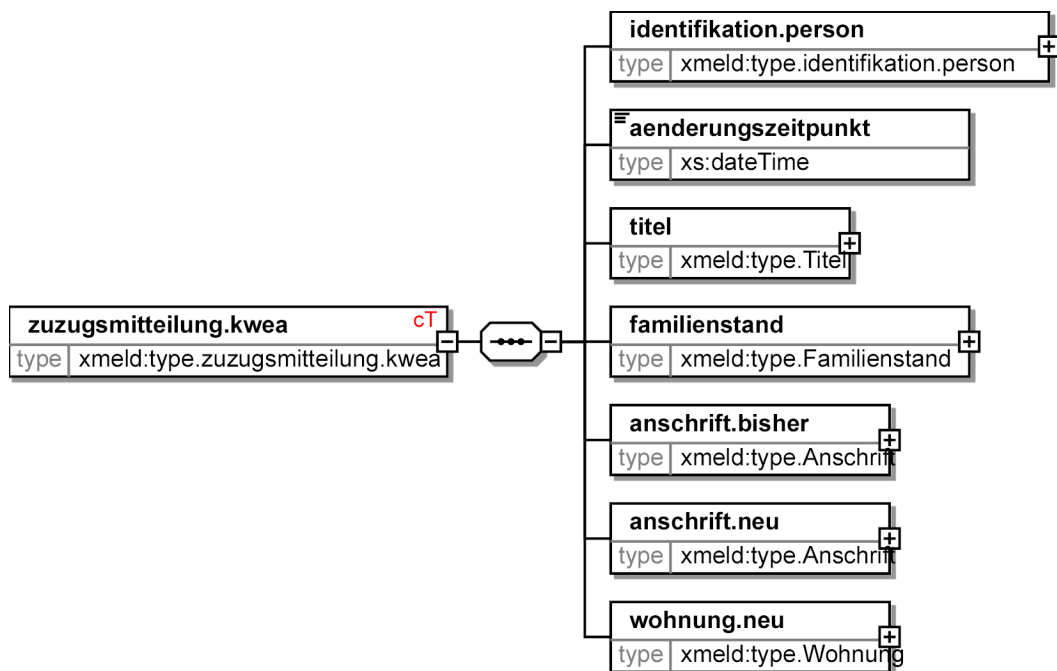 identifikation.person
type xmeld:type.identifikation.person
aenderungszeitpunkt
type xs:dateTime
titel
type xmeld:type.Titel
zuzugsmitteilung.kwea cT
type xmeld:type.zuzugsmitteilung.kwea
familienstand
type xmeld:type.Familienstand
anschrift.bisher
type xmeld:type.Anschrift
anschrift.neu
type xmeld:type.Anschrift
wohnung.neu
type xmeld:type.Wohnung